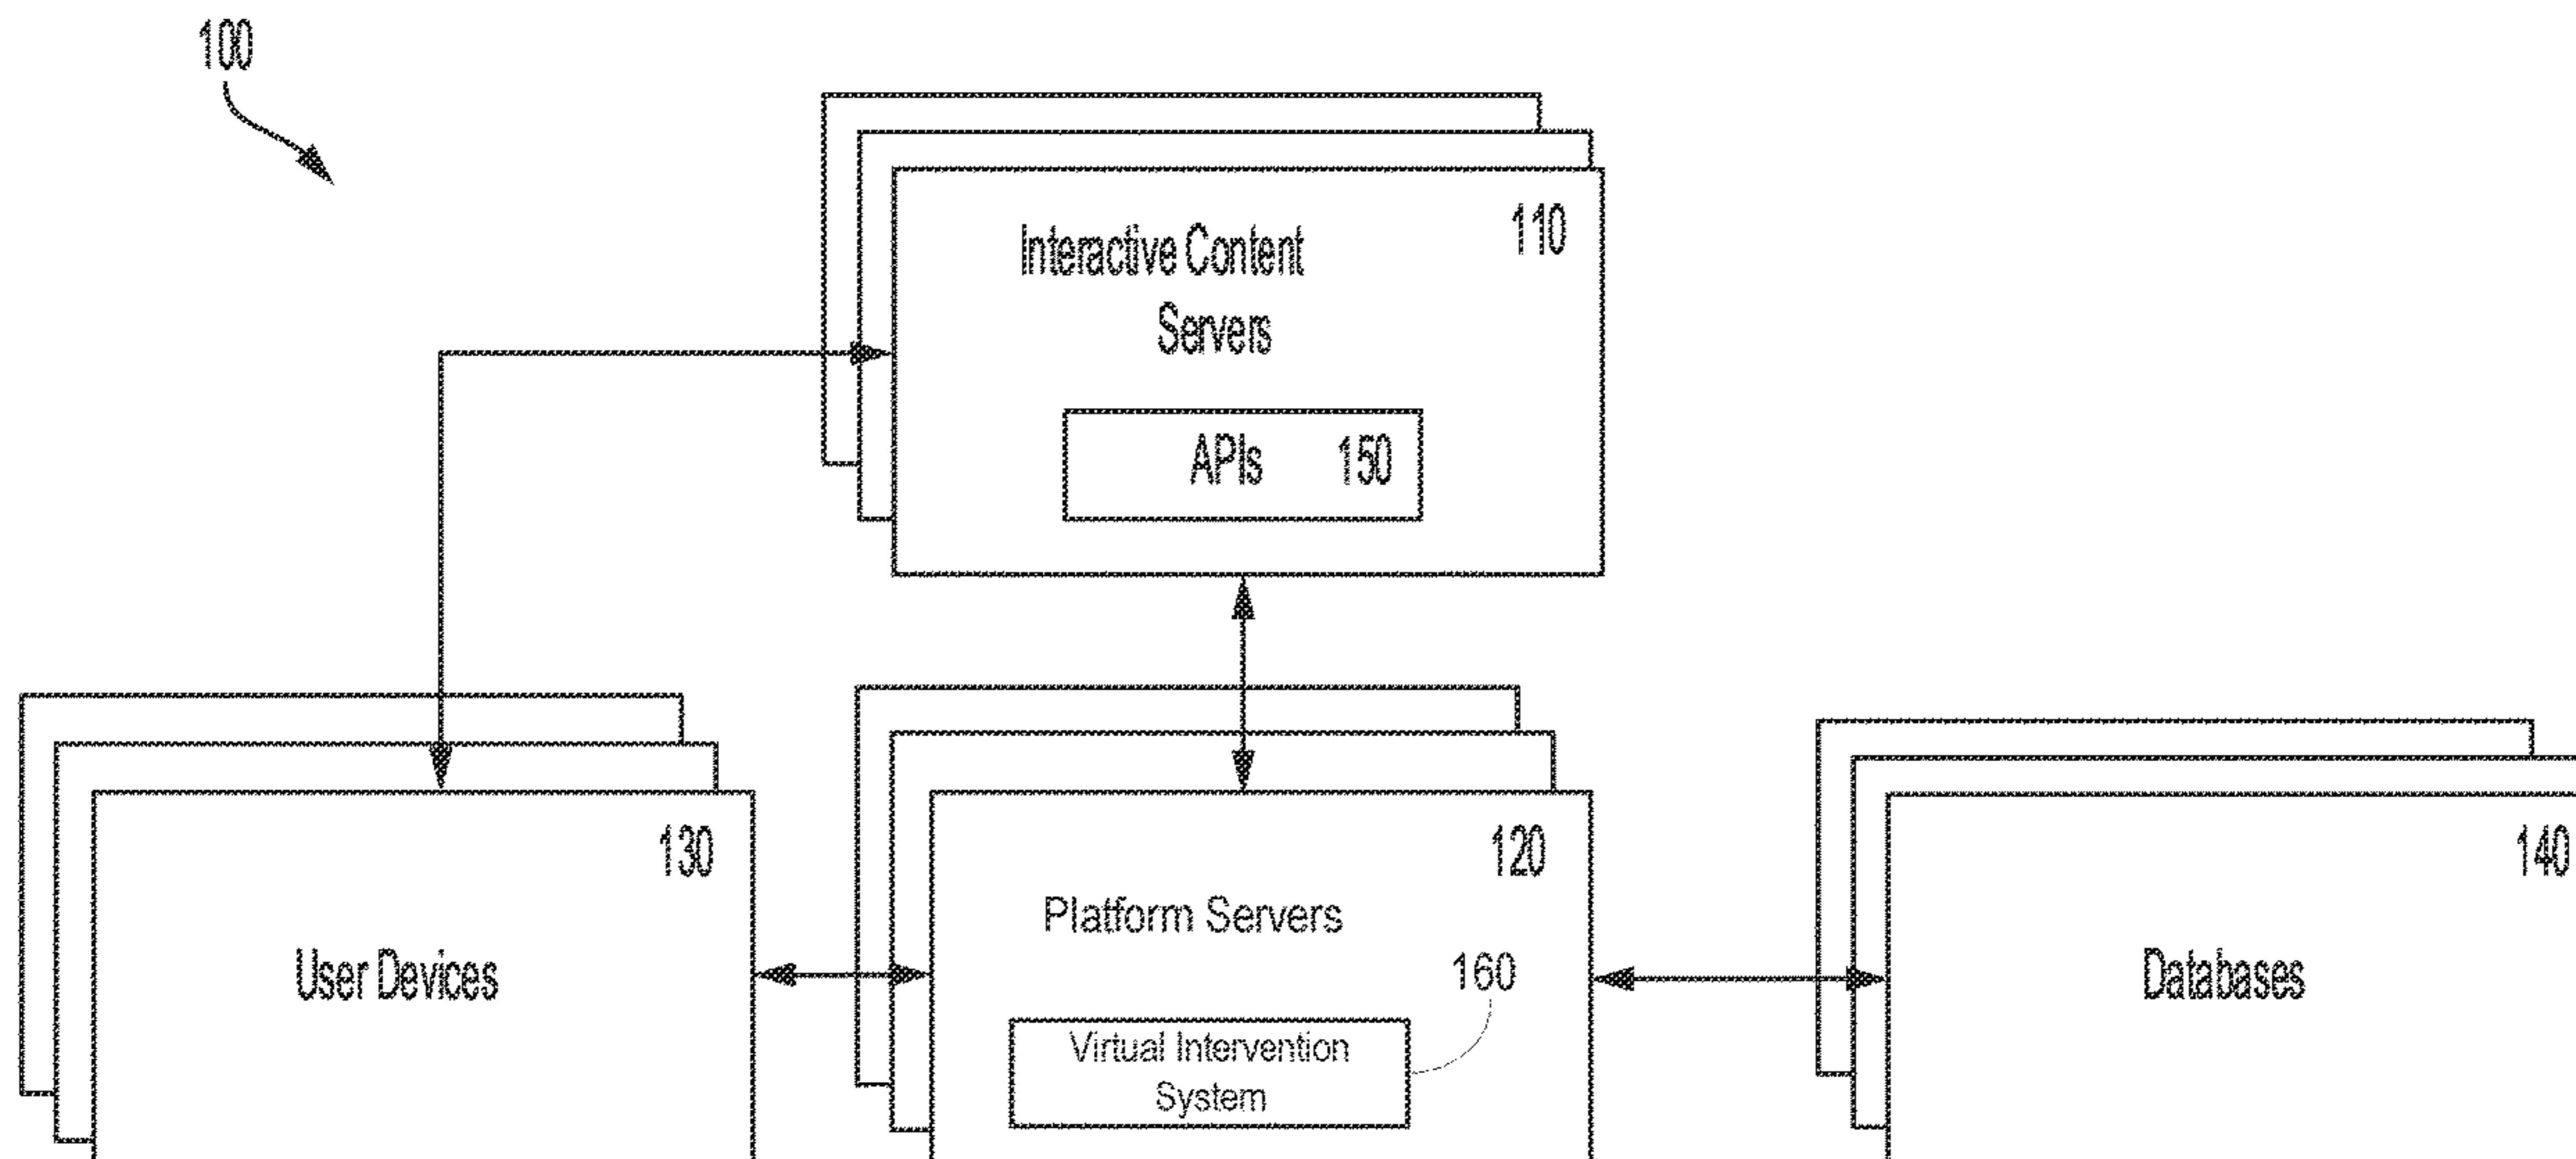 100
110
Interactive Content
Servers
APIs 150
130
120
140
Platform Servers
User Devices
160
Databases
Virtual Intervention
System